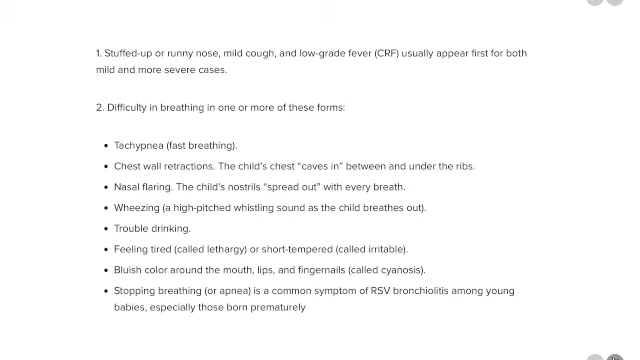 1. Stuffed-up or runny nose, mild cough, and low-grade fever (CRF) usually appear first for both
mild and more severe cases.
2. Difficulty in breathing in one or more of these forms:
• Tachypnea (fast breathing).
• Chest wall retractions. The child's chest “caves in” between and under the ribs.
• Nasal flaring. The child's nostrils “spread out” with every breath.
• Wheezing (a high-pitched whistling sound as the child breathes out).
• Trouble drinking.
• Feeling tired (called lethargy) or short-tempered (called irritable).
• Bluish color around the mouth, lips, and fingernails (called cyanosis).
• Stopping breathing (or apnea) is a common symptom of RSV bronchiolitis among young
babies, especially those born prematurely